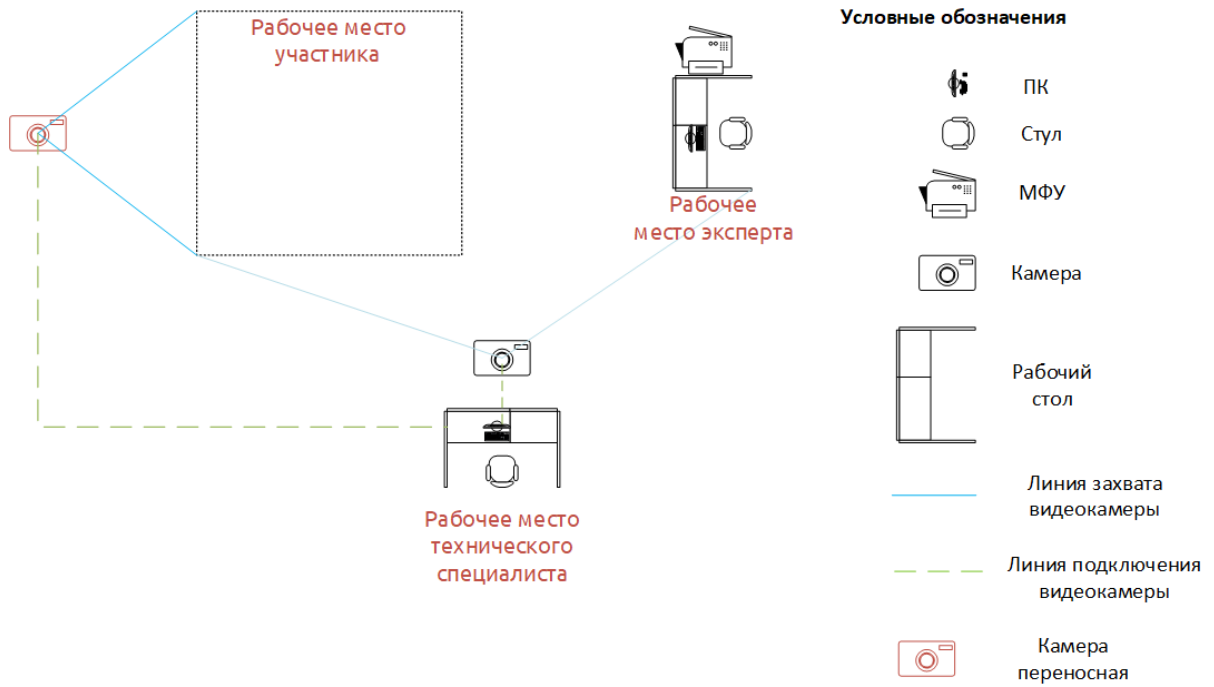 Рабочее место
участника
Рабочее
место эксперта
Рабочее место
технического
специалиста
Условные обозначения
ПК
Стул
МФУ
Камера
Рабочий
стол
Линия захвата
видеокамеры
Линия подключения
видеокамеры
Камера
переносная